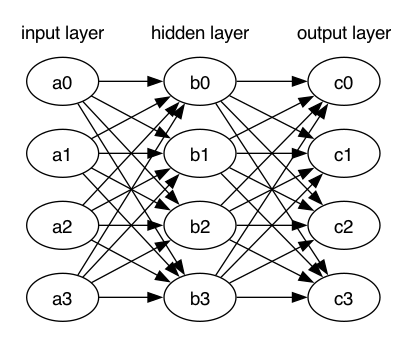 input layer hidden layer output layer
a0 b0 c0
a1 b1 c1
a2 b2 c2
a3 b3 c3